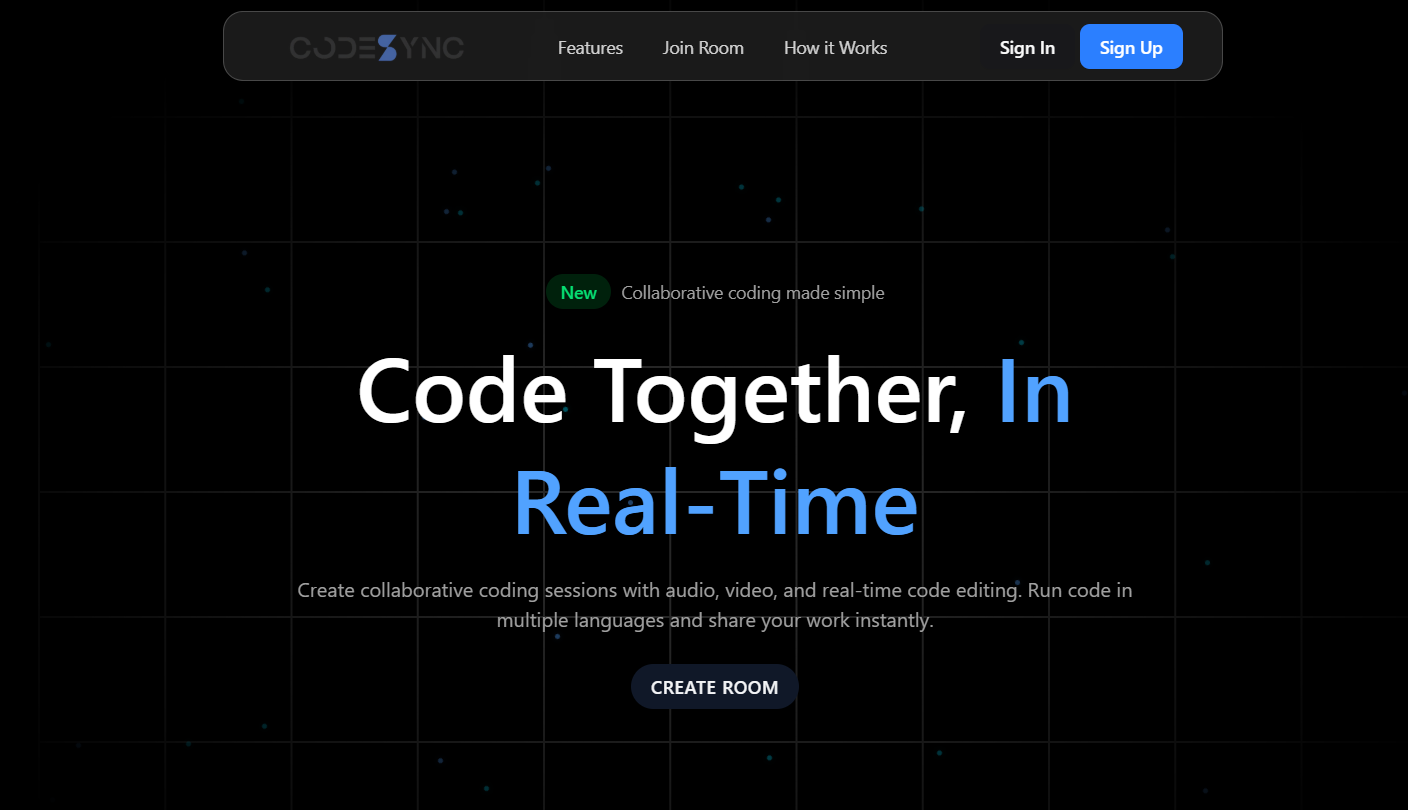 CODESYNC
Features
Join Room
How it Works
Sign In
Sign Up
New
Collaborative coding made simple
Code Together, In
Real-Time
Create collaborative coding sessions with audio, video, and real-time code editing. Run code in
multiple languages and share your work instantly.
CREATE ROOM